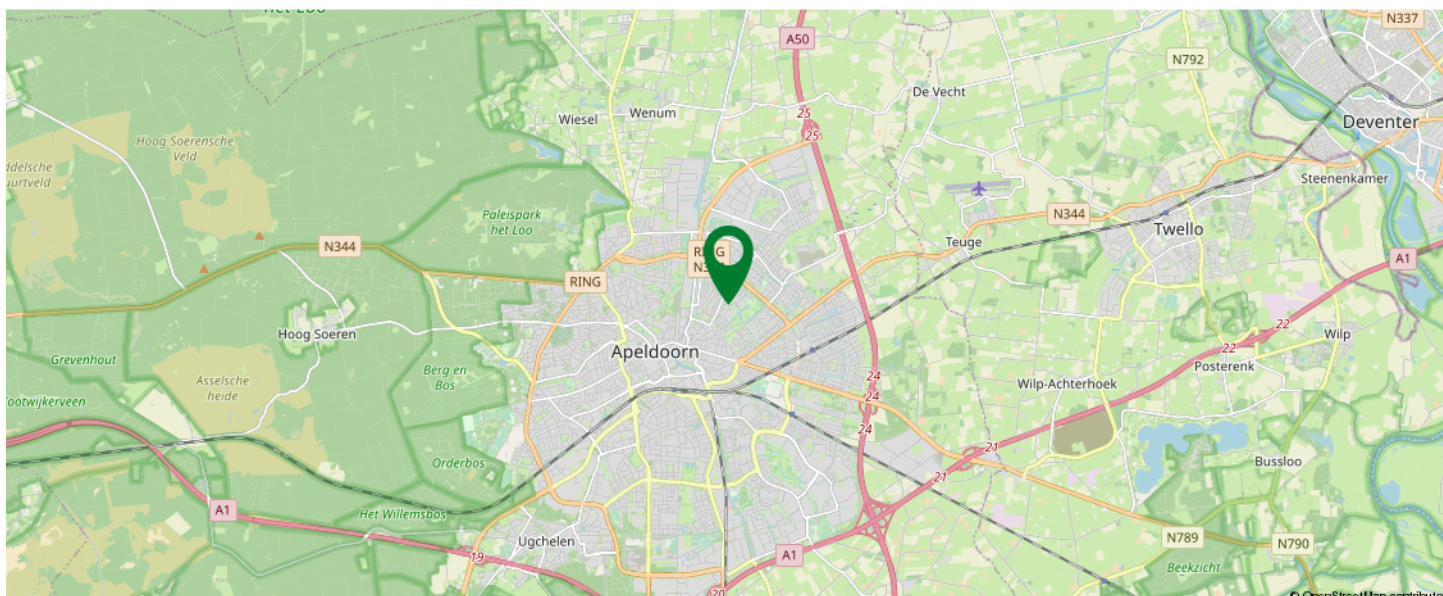 het Loo
N337
A50
N792
De Vecht
25
Wenum
Wiesel
Deventer
25
Hoog Soerensche
Veld
Steenenkamer
Paleispark
het Loo
N344
Twello
N344
Teuge
RING
A1
RING
Hoog Soeren
22
Wilp
22
Apeldoorn
Grevenhout
Posterenk
Berg en
Bos
24
Wilp-Achterhoek
Asselsche
heide
24
24
21
Orderbos
Bussloo
21
A1
Het Willemsbos
N789
N790
Ugchelen
19
A1
Beekzicht
20
© OpenStreetMap